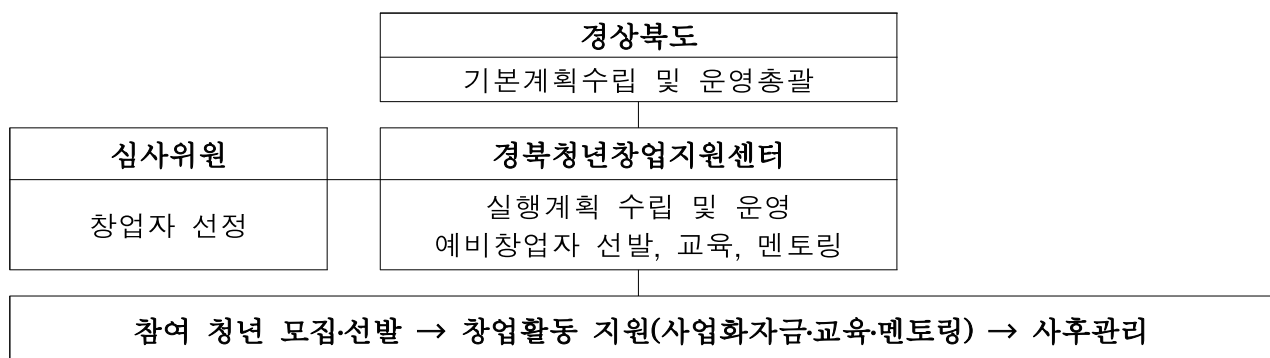 경상북도
기본계획수립 및 운영총괄
심사위원
창업자 선정
경북청년창업지원센터
실행계획 수립 및 운영
예비창업자 선발, 교육, 멘토링
참여 청년 모집·선발 → 창업활동 지원(사업화자금·교육·멘토링) → 사후관리